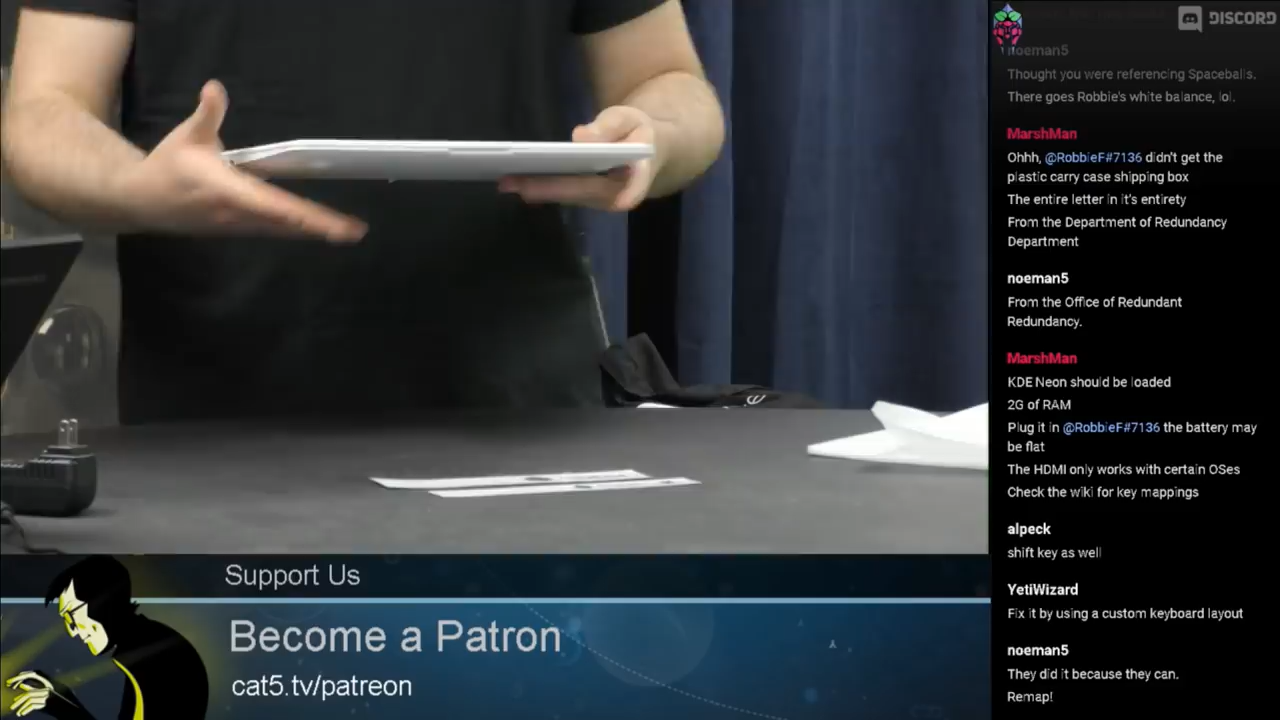 DISCORD
noeman5
Thought you were referencing Spaceballs.
There goes Robbie's white balance, lol.
MarshMan
Ohhh, @RobbieF#7136 didn't get the
plastic carry case shipping box
The entire letter in it's entirety
From the Department of Redundancy
Department
noeman5
From the Office of Redundant
Redundancy.
MarshMan
KDE Neon should be loaded
2G of RAM
Plug it in @RobbieF#7136 the battery may
be flat
The HDMI only works with certain OSes
Check the wiki for key mappings
alpeck
shift key as well
YetiWizard
Fix it by using a custom keyboard layout
noeman5
They did it because they can.
Remap!
Support Us
Become a Patron
cat5.tv/patreon